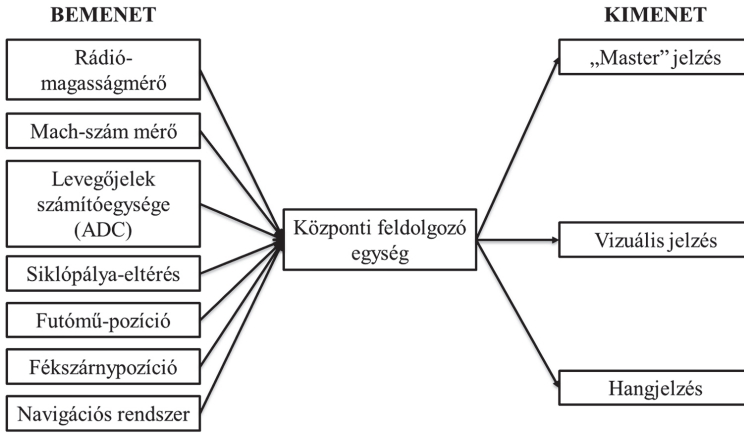 BEMENET
Rádió-
magasságmérő
Mach-szám mérő
Levegőjelek
számítóegysége
(ADC)
Siklópálya-eltérés
Futómű-pozíció
Fékszárnypozíció
Navigációs rendszer
Központi feldolgozó
egység
KIMENET
„Master” jelzés
Vizuális jelzés
Hangjelzés